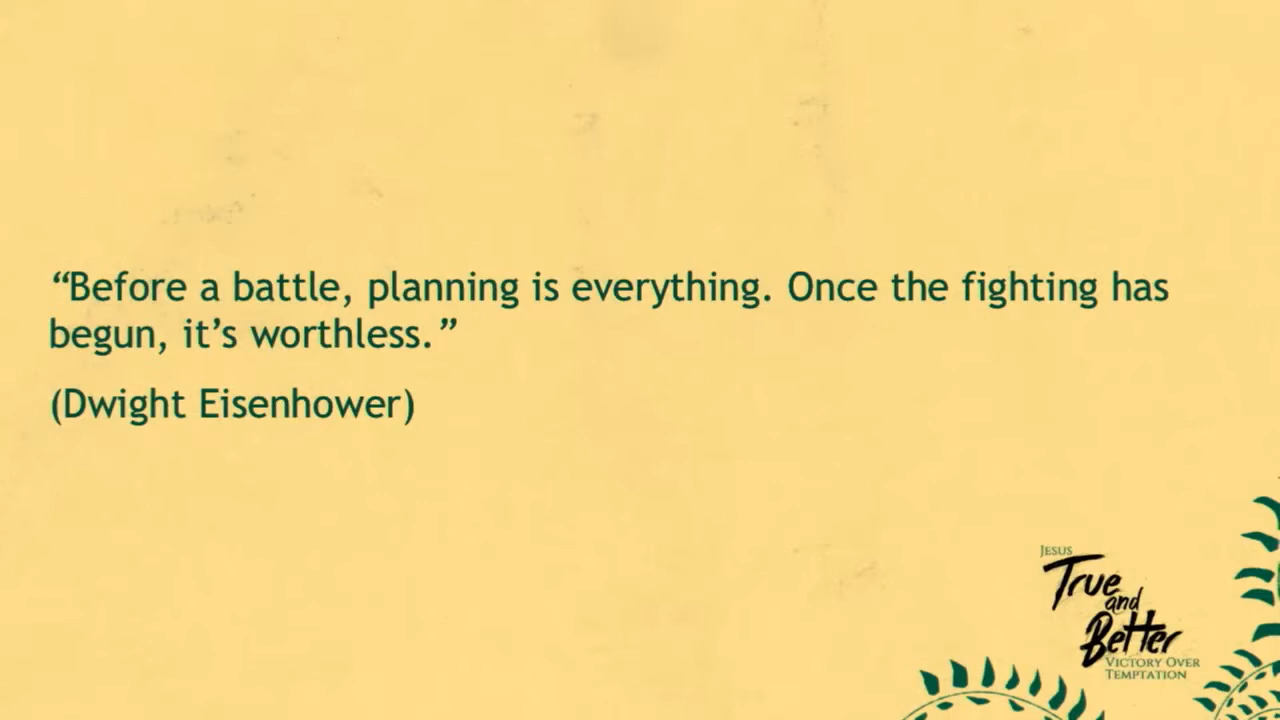 “Before a battle, planning is everything. Once the fighting has
begun, it’s worthless.”
(Dwight Eisenhower)
JESUS
True
and
Better
VICTORY OVER
TEMPTATION